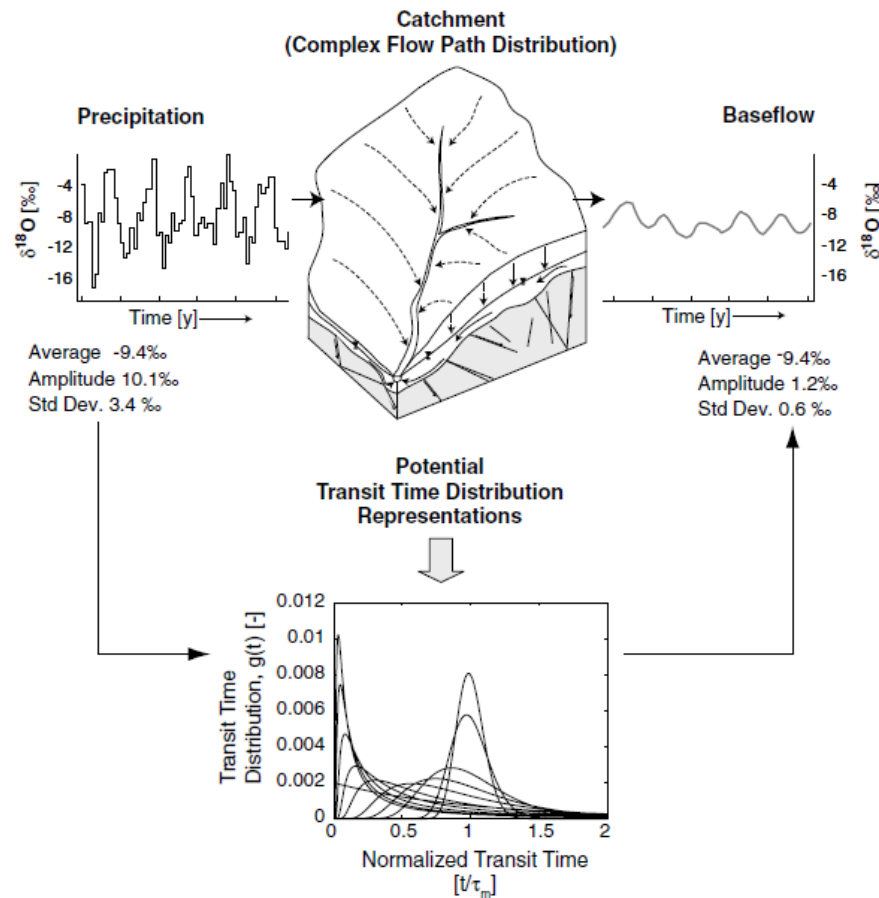 Catchment
(Complex Flow Path Distribution)
Precipitation
δ¹⁸O [‰]
-4
-8
-12
-16
Time [y]
Average -9.4‰
Amplitude 10.1‰
Std Dev. 3.4 ‰
Baseflow
-4
-8
-12
-16
δ¹⁸O [‰]
Time [y]
Average -9.4‰
Amplitude 1.2‰
Std Dev. 0.6 ‰
Potential
Transit Time Distribution
Representations
Transit Time
Distribution, g(t) [-]
0.012
0.01
0.008
0.006
0.004
0.002
0
0 0.5 1 1.5 2
Normalized Transit Time
[t/τₘ]